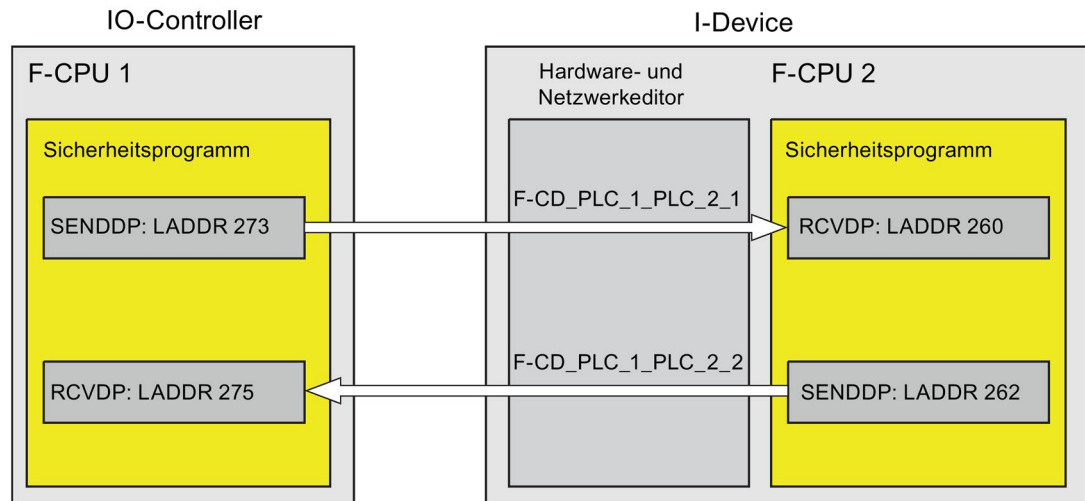 IO-Controller
I-Device
F-CPU 1
Hardware- und
Netzwerkeditor
F-CPU 2
Sicherheitsprogramm
Sicherheitsprogramm
F-CD_PLC_1_PLC_2_1
SENDDP: LADDR 273
RCVDP: LADDR 260
F-CD_PLC_1_PLC_2_2
RCVDP: LADDR 275
SENDDP: LADDR 262